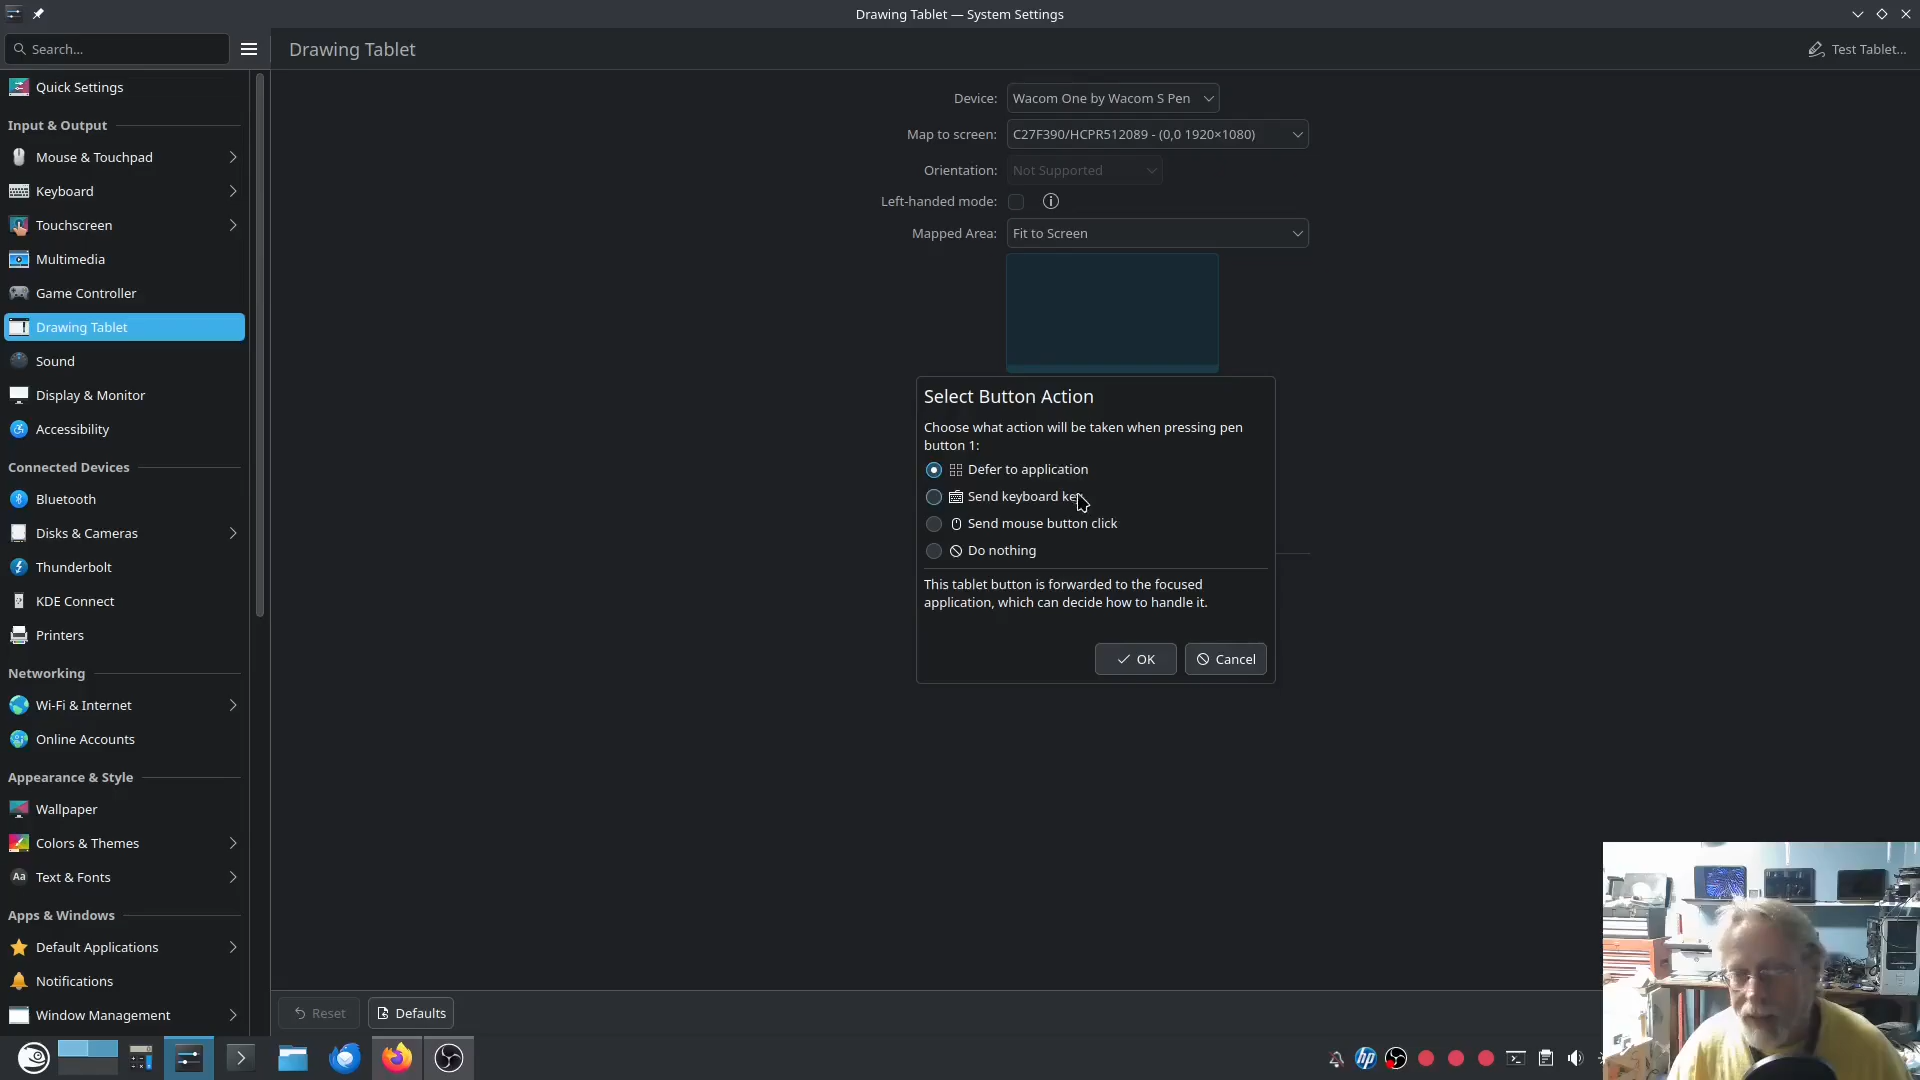 Drawing Tablet — System Settings
Search...
Drawing Tablet
Test Tablet...
Quick Settings
Input & Output
Mouse & Touchpad
Keyboard
Touchscreen
Multimedia
Game Controller
Drawing Tablet
Sound
Display & Monitor
Accessibility
Connected Devices
Bluetooth
Disks & Cameras
Thunderbolt
KDE Connect
Printers
Networking
Wi-Fi & Internet
Online Accounts
Appearance & Style
Wallpaper
Colors & Themes
Aa Text & Fonts
Apps & Windows
Default Applications
Notifications
Window Management
Device: Wacom One by Wacom S Pen
Map to screen: C27F390/HCPR512089 - (0,0 1920×1080)
Orientation: Not Supported
Left-handed mode:
Mapped Area: Fit to Screen
Select Button Action
Choose what action will be taken when pressing pen
button 1:
Defer to application
Send keyboard key
Send mouse button click
Do nothing
This tablet button is forwarded to the focused
application, which can decide how to handle it.
OK Cancel
Reset Defaults
hp